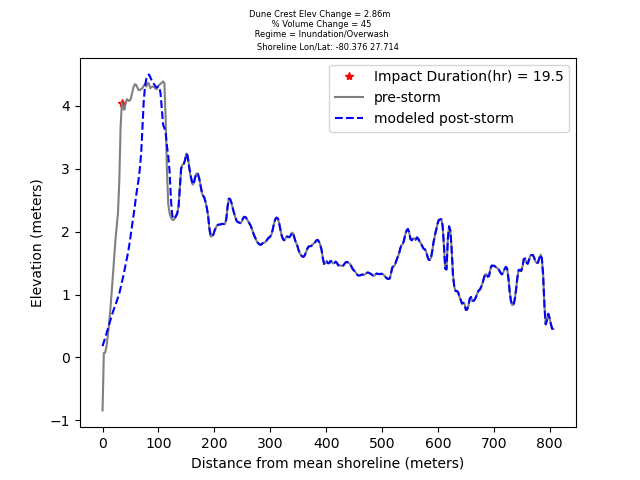 Dune Crest Elev Change = 2.86m
% Volume Change = 45
Regime = Inundation/Overwash
Shoreline Lon/Lat: -80.376 27.714
Impact Duration(hr) = 19.5
pre-storm
modeled post-storm
Elevation (meters)
4
3
2
1
0
−1
0 100 200 300 400 500 600 700 800
Distance from mean shoreline (meters)